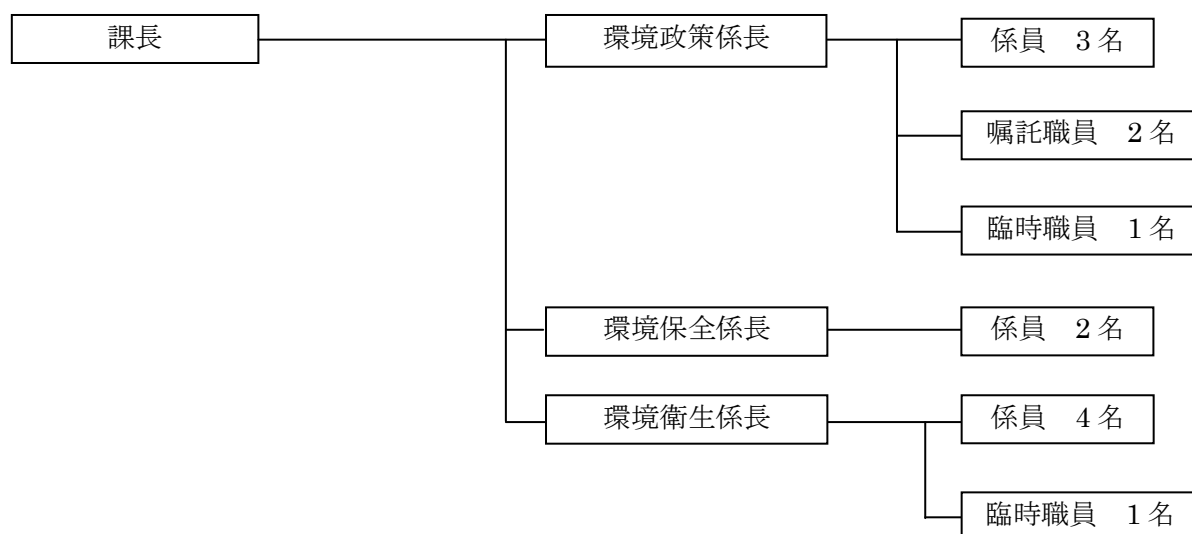 課長
環境政策係長
係員　3名
嘱託職員　2名
臨時職員　1名
環境保全係長
係員　2名
環境衛生係長
係員　4名
臨時職員　1名